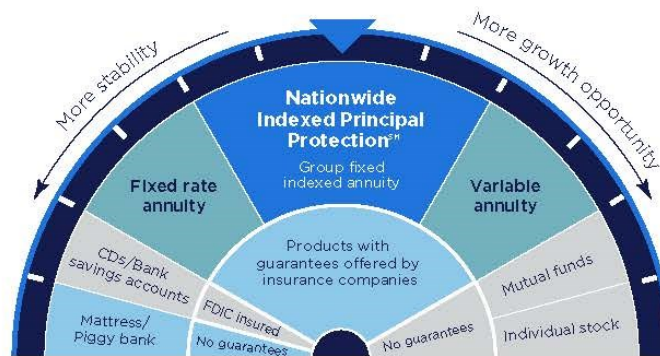 More stability
More growth opportunity
Nationwide
Indexed Principal
Protection℠
Group fixed
indexed annuity
Fixed rate
annuity
Variable
annuity
Products with
guarantees offered by
insurance companies
CDs/Bank
savings accounts
FDIC insured
Mattress/
Piggy bank
No guarantees
Mutual funds
No guarantees
Individual stock